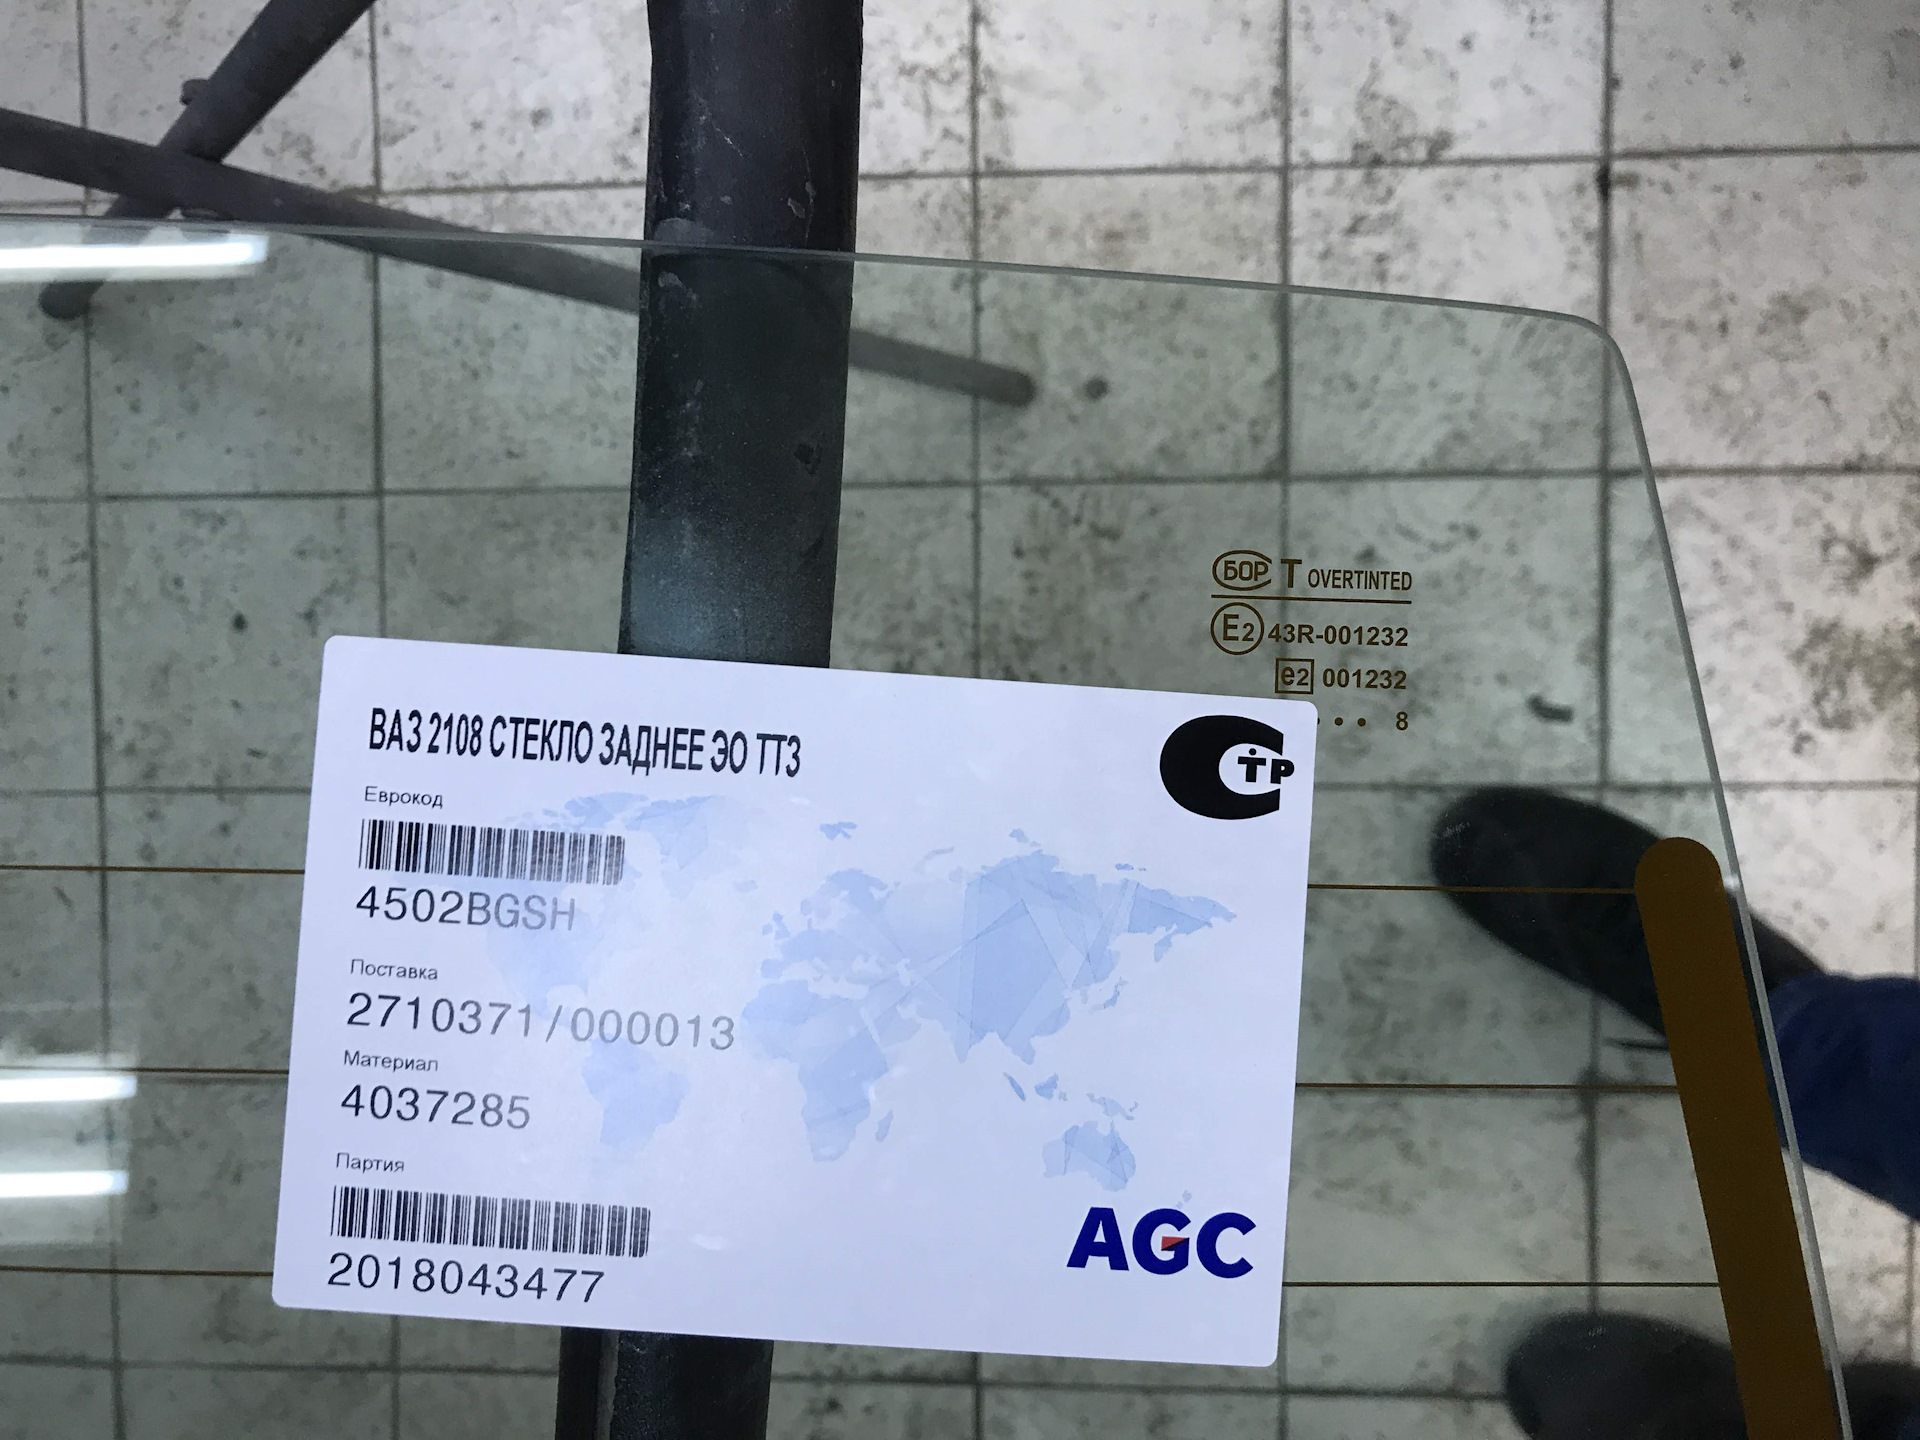 БОР T OVERTINTED
E2 43R-001232
e2 001232
... 8
ВАЗ 2108 СТЕКЛО ЗАДНЕЕ ЭО ТТЗ
Еврокод
4502BGSH
Поставка
2710371/000013
Материал
4037285
Партия
2018043477
СТР
AGC